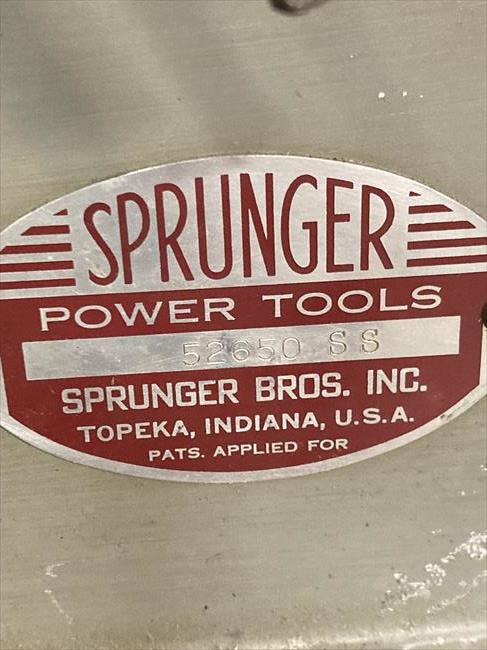 SPRUNGER
POWER TOOLS
52650 SS
SPRUNGER BROS. INC.
TOPEKA, INDIANA, U.S.A.
PATS. APPLIED FOR